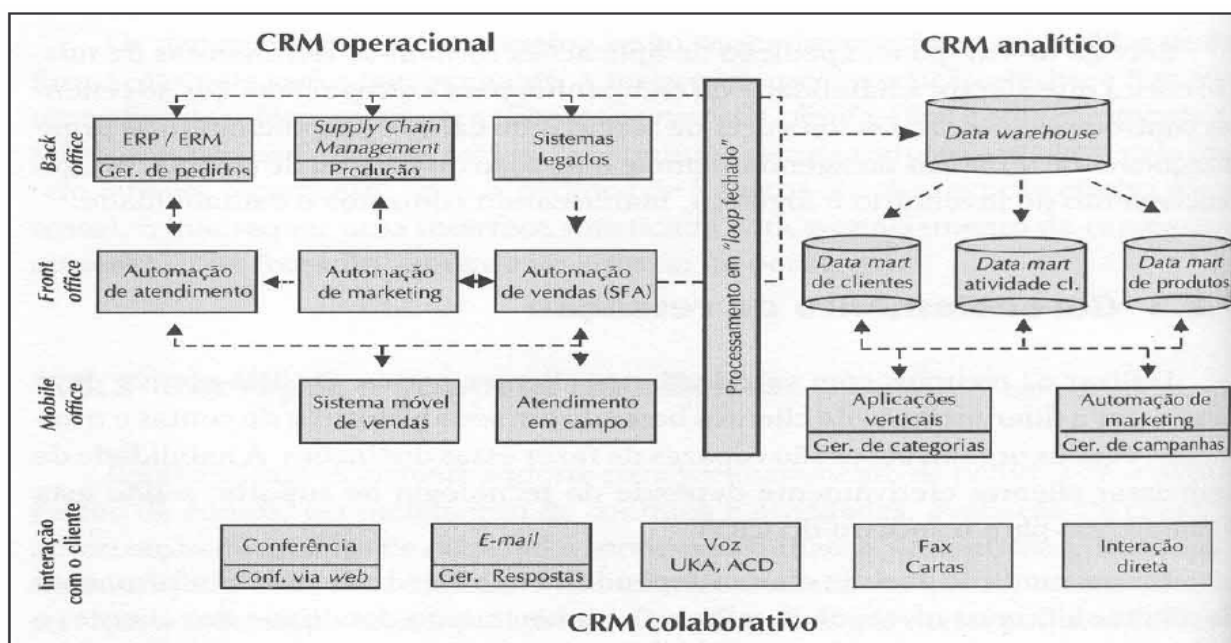 CRM operacional
CRM analítico
Back
office
ERP / ERM
Ger. de pedidos
Supply Chain
Management
Produção
Sistemas
legados
Processamento em "loop fechado"
Data warehouse
Front
office
Automação
de atendimento
Automação
de marketing
Automação
de vendas (SFA)
Data mart
de clientes
Data mart
atividade cl.
Data mart
de produtos
Mobile
office
Sistema móvel
de vendas
Atendimento
em campo
Aplicações
verticais
Ger. de categorias
Automação de
marketing
Ger. de campanhas
Interação
com o cliente
Conferência
Conf. via web
E-mail
Ger. Respostas
Voz
UKA, ACD
Fax
Cartas
Interação
direta
CRM colaborativo